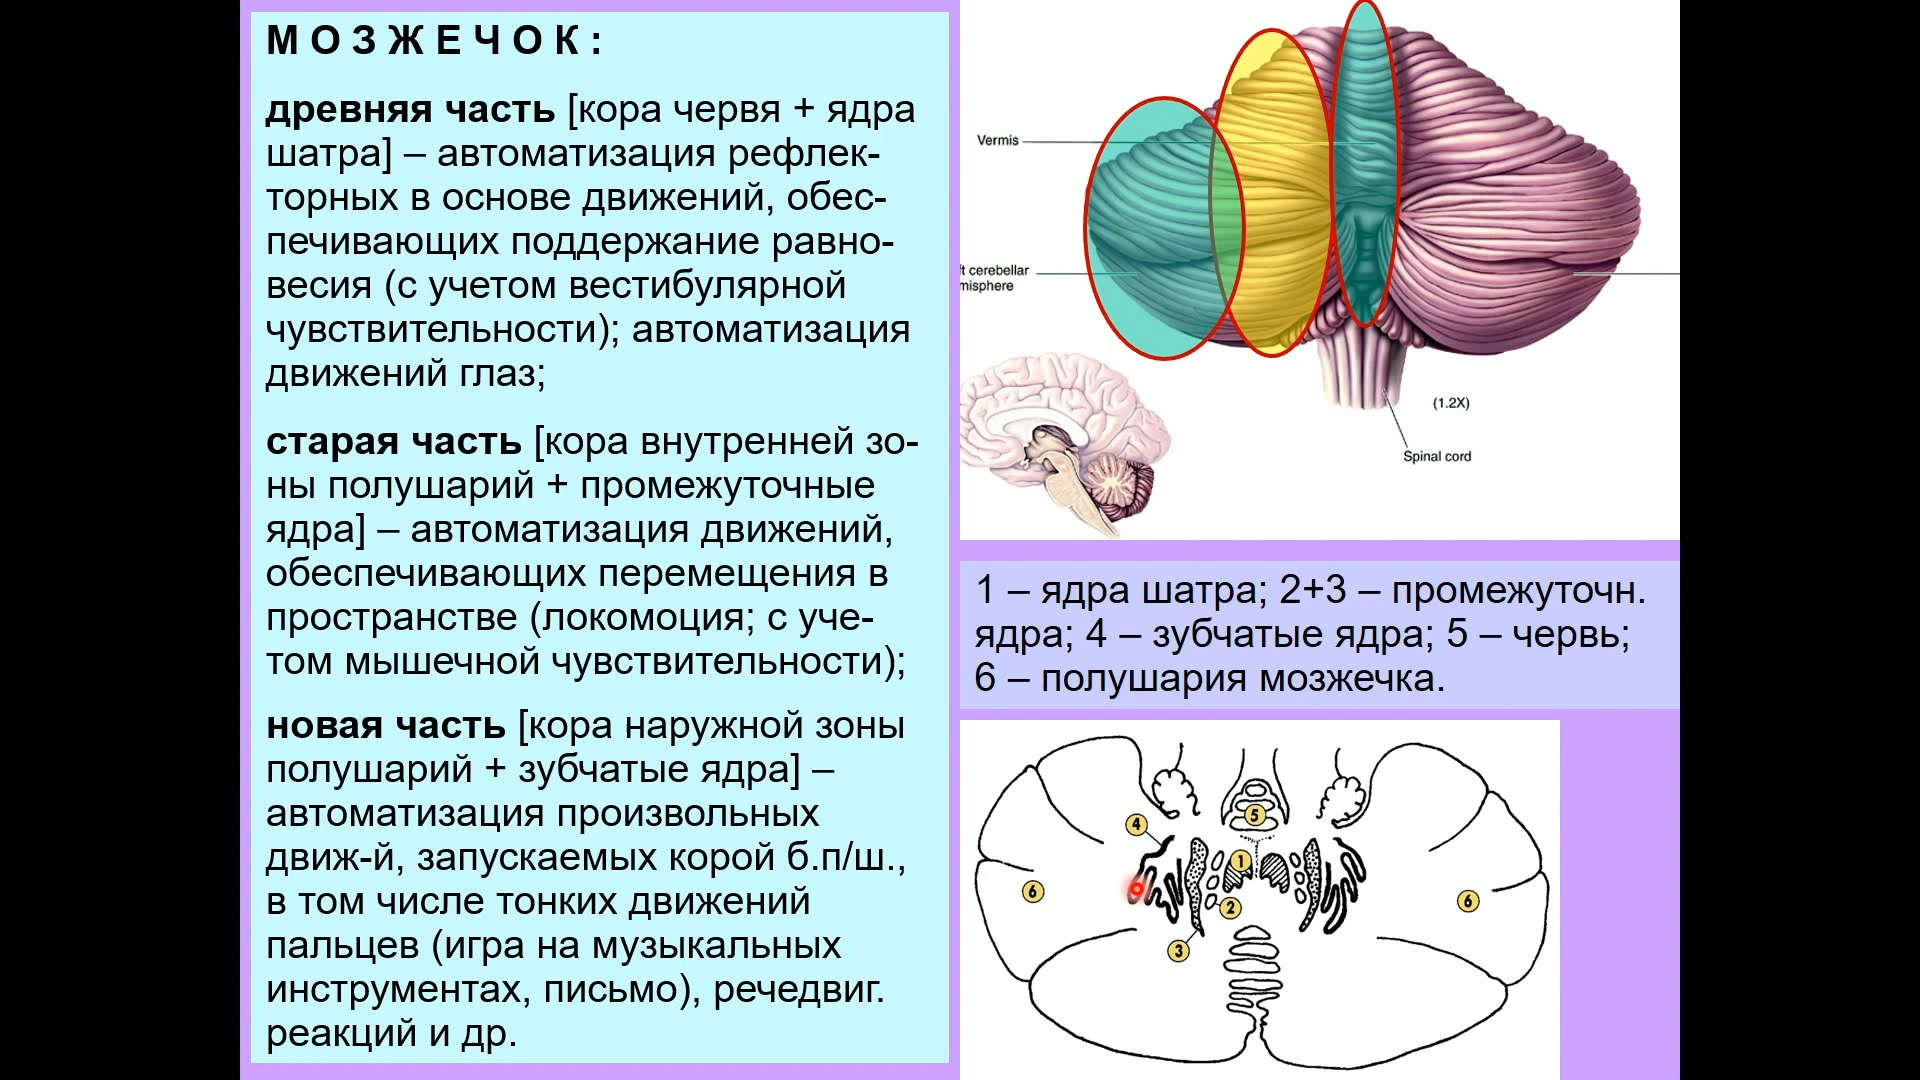 МОЗЖЕЧОК:
древняя часть [кора червя + ядра
шатра] – автоматизация рефлек-
торных в основе движений, обес-
печивающих поддержание равно-
весия (с учетом вестибулярной
чувствительности); автоматизация
движений глаз;
старая часть [кора внутренней зо-
ны полушарий + промежуточные
ядра] – автоматизация движений,
обеспечивающих перемещения в
пространстве (локомоция; с уче-
том мышечной чувствительности);
новая часть [кора наружной зоны
полушарий + зубчатые ядра] –
автоматизация произвольных
движ-й, запускаемых корой б.п/ш.,
в том числе тонких движений
пальцев (игра на музыкальных
инструментах, письмо), речедвиг.
реакций и др.
Vermis
ft cerebellar
misphere
(1.2X)
Spinal cord
1 – ядра шатра; 2+3 – промежуточн.
ядра; 4 – зубчатые ядра; 5 – червь;
6 – полушария мозжечка.
5
4
1
6
2
6
3